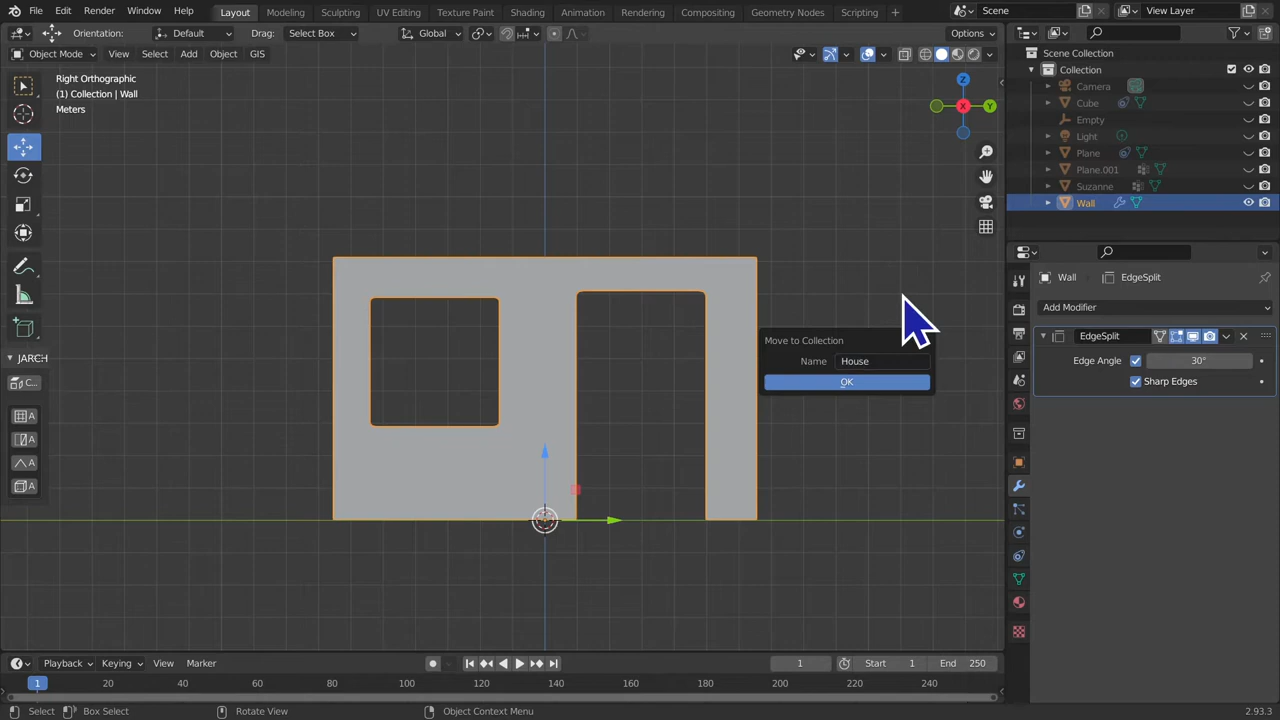 File Edit Render Window Help Layout Modeling Sculpting UV Editing Texture Paint Shading Animation Rendering Compositing Geometry Nodes Scripting + Scene View Layer
Orientation: Default Drag: Select Box Global Options
Object Mode View Select Add Object GIS
Right Orthographic
(1) Collection | Wall
Meters
Z
X
Y
JARCH
C...
A
A
A
A
Move to Collection
Name House
OK
Scene Collection
Collection
Camera
Cube
Empty
Light
Plane
Plane.001
Suzanne
Wall
Wall EdgeSplit
Add Modifier
EdgeSplit
Edge Angle 30°
Sharp Edges
Playback Keying View Marker 1 Start 1 End 250
1 20 40 60 80 100 120 140 160 180 200 220 240
Select Box Select Rotate View Object Context Menu 2.93.3